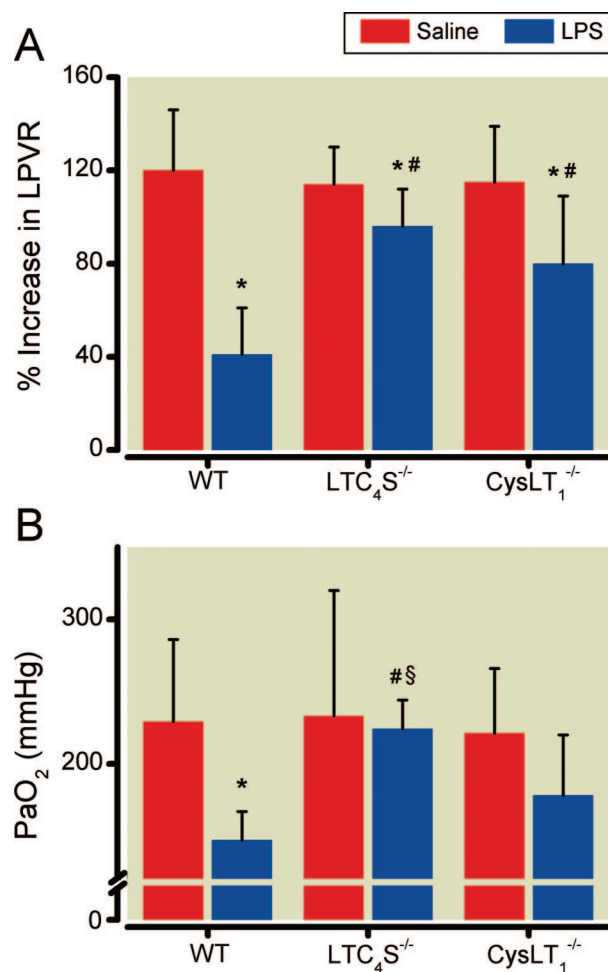 Saline LPS
A
160
120
80
40
0
% Increase in LPVR
*
*#
*#
WT LTC₄S⁻/⁻ CysLT₁⁻/⁻
B
300
200
0
PaO₂ (mmHg)
*
#§
WT LTC₄S⁻/⁻ CysLT₁⁻/⁻